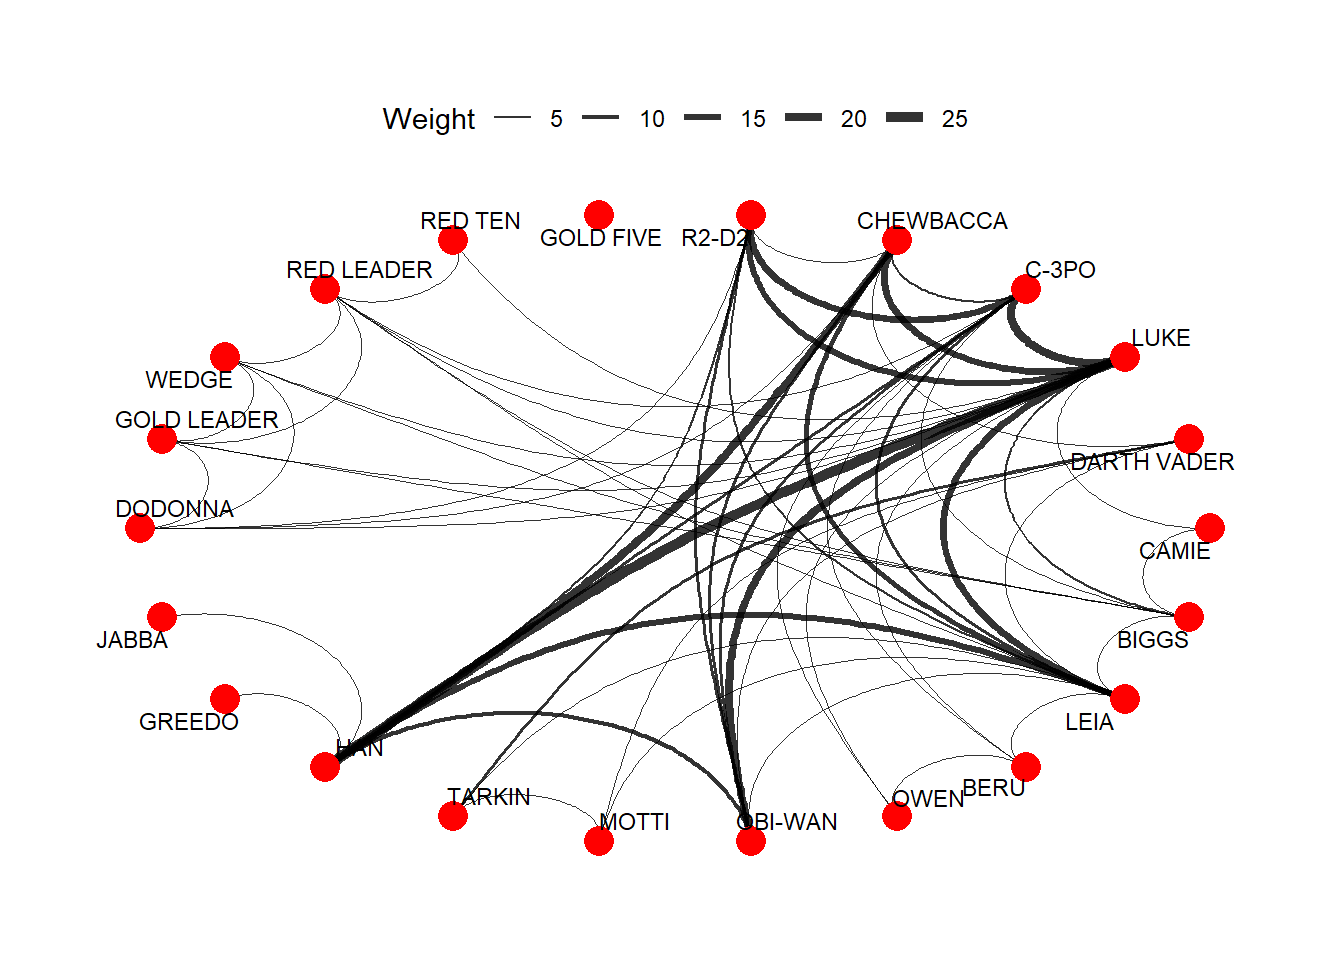 Weight 5 10 15 20 25
RED TEN
GOLD FIVE
R2-D2
CHEWBACCA
RED LEADER
C-3PO
LUKE
WEDGE
GOLD LEADER
DARTH VADER
DODONNA
CAMIE
JABBA
BIGGS
GREEDO
LEIA
HAN
BERU
TARKIN
OWEN
MOTTI
OBI-WAN